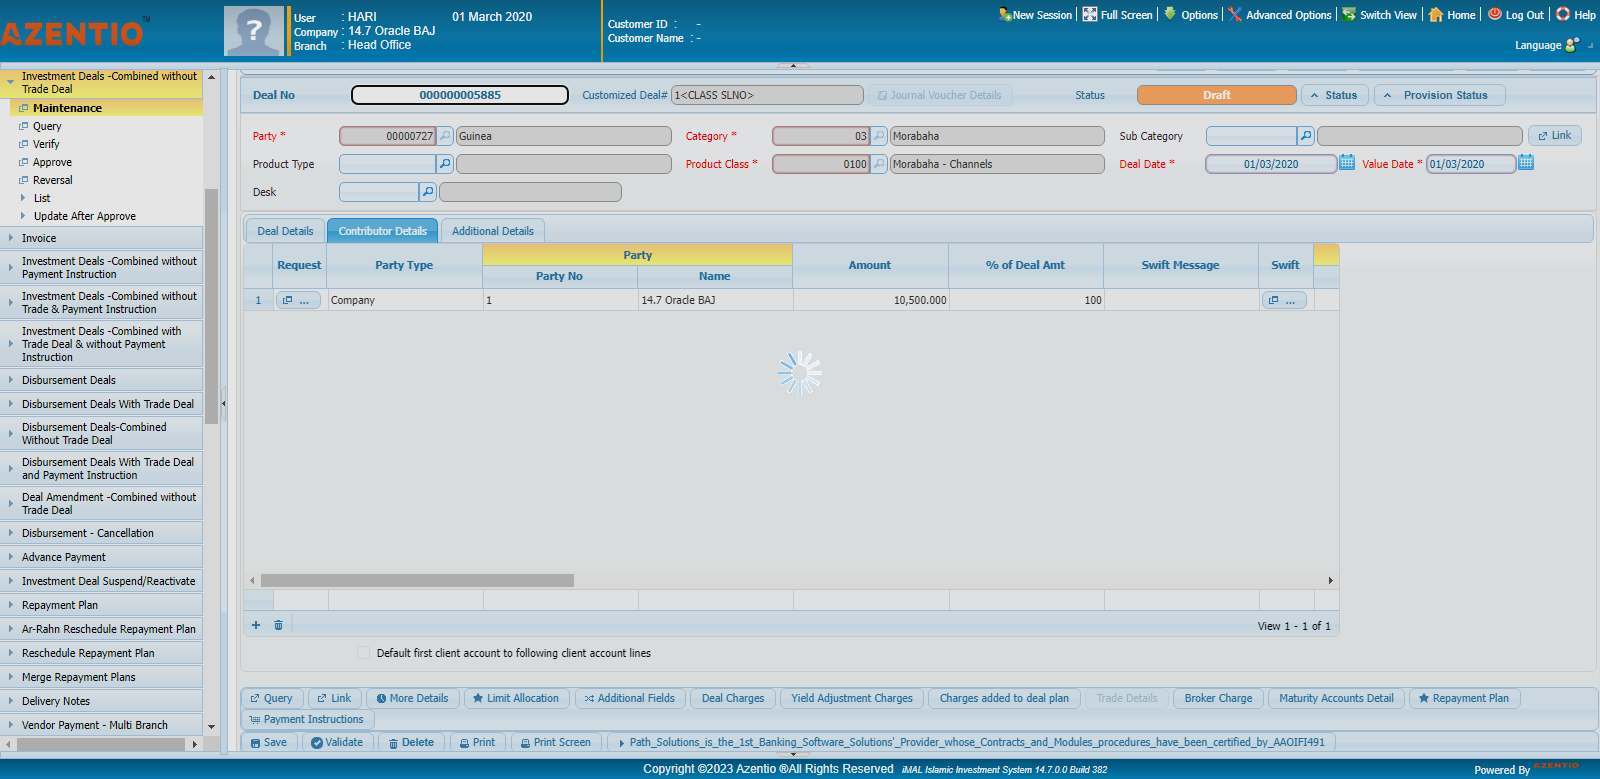 AZENTIO™
User : HARI 01 March 2020
Company : 14.7 Oracle BAJ
Branch : Head Office
Customer ID : -
Customer Name : -
New Session Full Screen Options Advanced Options Switch View Home Log Out Help
Language
Investment Deals -Combined without
Trade Deal
Maintenance
Query
Verify
Approve
Reversal
List
Update After Approve
Invoice
Investment Deals -Combined without
Payment Instruction
Investment Deals -Combined without
Trade & Payment Instruction
Investment Deals -Combined with
Trade Deal & without Payment
Instruction
Disbursement Deals
Disbursement Deals With Trade Deal
Disbursement Deals-Combined
Without Trade Deal
Disbursement Deals With Trade Deal
and Payment Instruction
Deal Amendment -Combined without
Trade Deal
Disbursement - Cancellation
Advance Payment
Investment Deal Suspend/Reactivate
Repayment Plan
Ar-Rahn Reschedule Repayment Plan
Reschedule Repayment Plan
Merge Repayment Plans
Delivery Notes
Vendor Payment - Multi Branch
Deal No 000000005885 Customized Deal# 1<CLASS SLNO> Journal Voucher Details Status Draft Status Provision Status
Party * 00000727 Guinea Category * 03 Morabaha Sub Category Link
Product Type Product Class * 0100 Morabaha - Channels Deal Date * 01/03/2020 Value Date * 01/03/2020
Desk
Deal Details Contributor Details Additional Details
Request Party Type Party Amount % of Deal Amt Swift Message Swift
Party No Name
1 ... Company 1 14.7 Oracle BAJ 10,500.000 100 ...
View 1 - 1 of 1
Default first client account to following client account lines
Query Link More Details Limit Allocation Additional Fields Deal Charges Yield Adjustment Charges Charges added to deal plan Trade Details Broker Charge Maturity Accounts Detail Repayment Plan
Payment Instructions
Save Validate Delete Print Print Screen Path_Solutions_is_the_1st_Banking_Software_Solutions'_Provider_whose_Contracts_and_Modules_procedures_have_been_certified_by_AAOIFI491
Copyright ©2023 Azentio ®All Rights Reserved iMAL Islamic Investment System 14.7.0.0 Build 382
Powered By AZENTIO